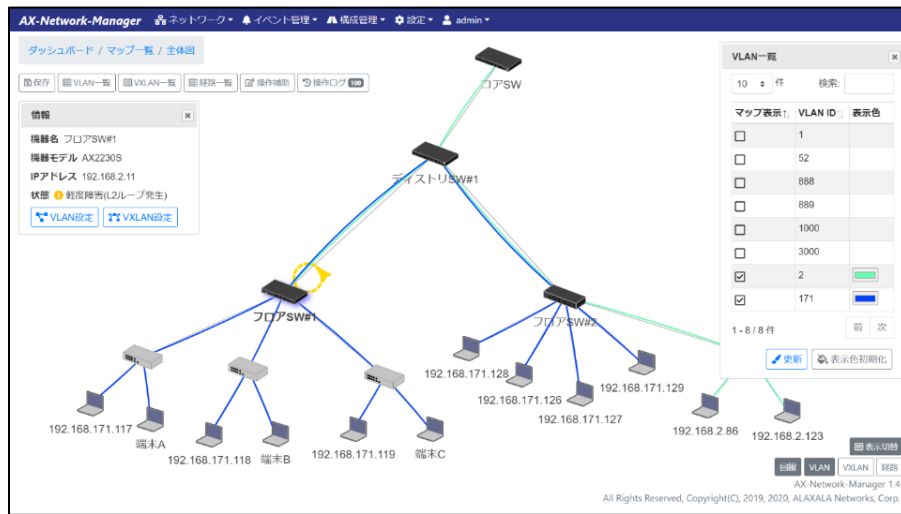 AX-Network-Manager ネットワーク イベント管理 構成管理 設定 admin
ダッシュボード / マップ一覧 / 全体図
保存 VLAN一覧 VXLAN一覧 経路一覧 操作補助 操作ログ 100
情報
機器名 フロアSW#1
機器モデル AX2230S
IPアドレス 192.168.2.11
状態 軽度障害(L2ループ発生)
VLAN設定 VXLAN設定
コアSW
ディストリSW#1
フロアSW#1
フロアSW#2
192.168.171.128
192.168.171.126
192.168.171.127
192.168.171.129
192.168.171.117
端末A
192.168.171.118
端末B
192.168.171.119
端末C
192.168.2.86
192.168.2.123
VLAN一覧
10 件 検索:
マップ表示 VLAN ID 表示色
1
52
888
889
1000
3000
2
171
1 - 8 / 8 件 前 次
更新 表示色初期化
表示切替
回線 VLAN VXLAN 経路
AX-Network-Manager 1.4
All Rights Reserved, Copyright(C), 2019, 2020, ALAXALA Networks, Corp.